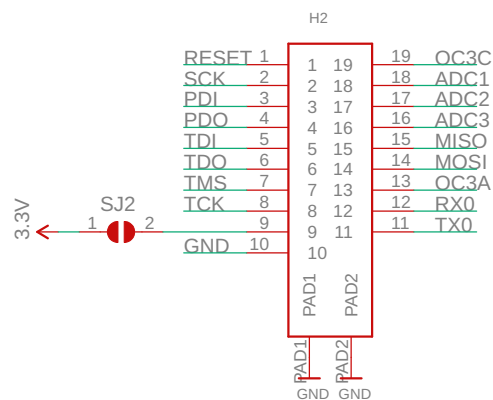 H2
RESET 1 1 19 19 OC3C
SCK 2 2 18 18 ADC1
PDI 3 3 17 17 ADC2
PDO 4 4 16 16 ADC3
TDI 5 5 15 15 MISO
TDO 6 6 14 14 MOSI
TMS 7 7 13 13 OC3A
TCK 8 8 12 12 RX0
3.3V 1 SJ2 2 9 9 11 11 TX0
GND 10 10
PAD1 PAD2
PAD1 PAD2
GND GND